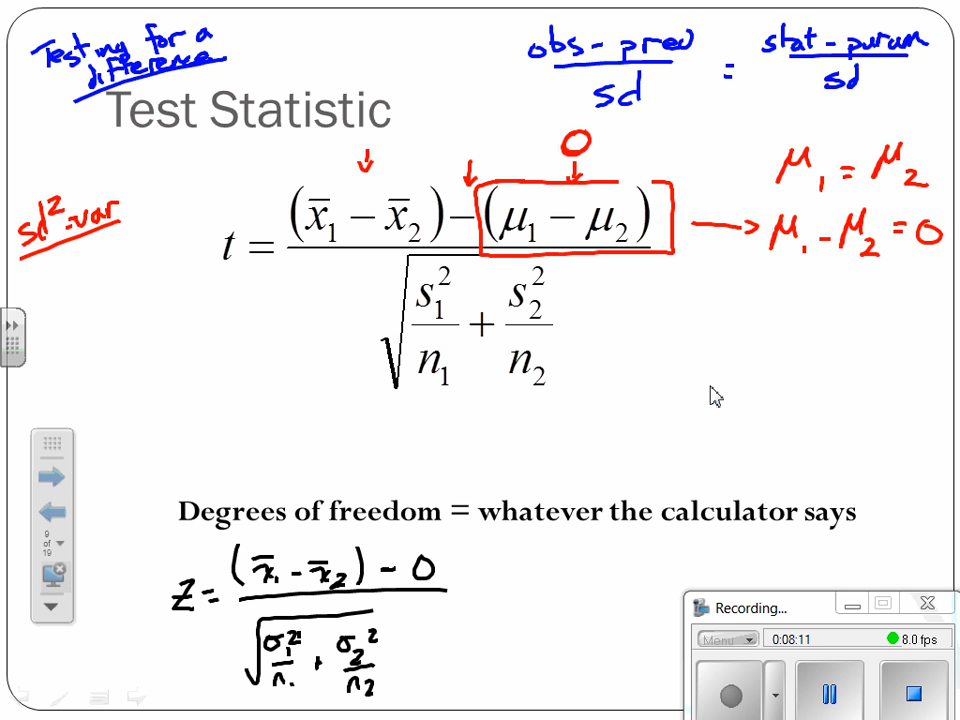 Testing for a
difference
obs - pred = stat - param
sd sd
Test Statistic
0
μ1 = μ2
sd² = var
t = (x̄1 − x̄2) − (μ1 − μ2)
√ s1²/n1 + s2²/n2
μ1 - μ2 = 0
9
of
19
Degrees of freedom = whatever the calculator says
z = (x̄1 - x̄2) - 0
√ σ1²/n1 + σ2²/n2
Recording...
Menu
0:08:11
8.0 fps